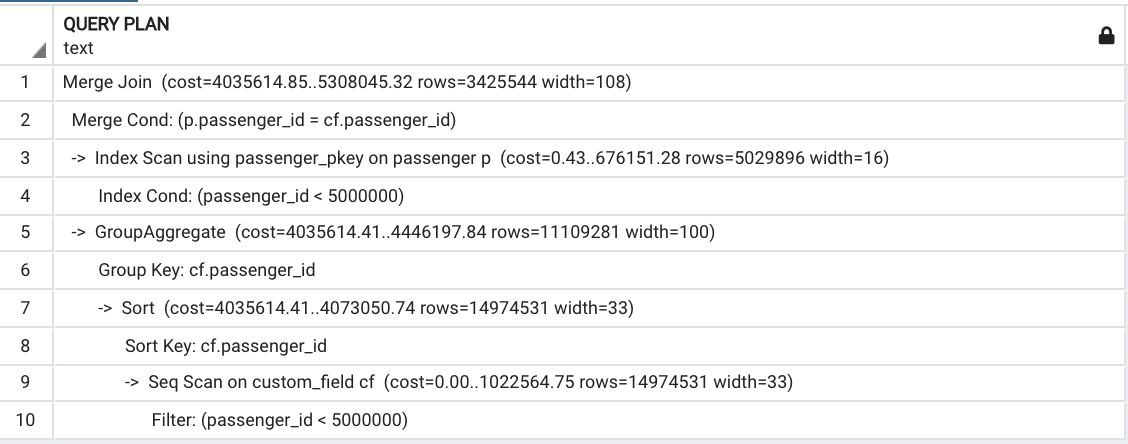 QUERY PLAN
text
1 Merge Join (cost=4035614.85..5308045.32 rows=3425544 width=108)
2 Merge Cond: (p.passenger_id = cf.passenger_id)
3 -> Index Scan using passenger_pkey on passenger p (cost=0.43..676151.28 rows=5029896 width=16)
4 Index Cond: (passenger_id < 5000000)
5 -> GroupAggregate (cost=4035614.41..4446197.84 rows=11109281 width=100)
6 Group Key: cf.passenger_id
7 -> Sort (cost=4035614.41..4073050.74 rows=14974531 width=33)
8 Sort Key: cf.passenger_id
9 -> Seq Scan on custom_field cf (cost=0.00..1022564.75 rows=14974531 width=33)
10 Filter: (passenger_id < 5000000)